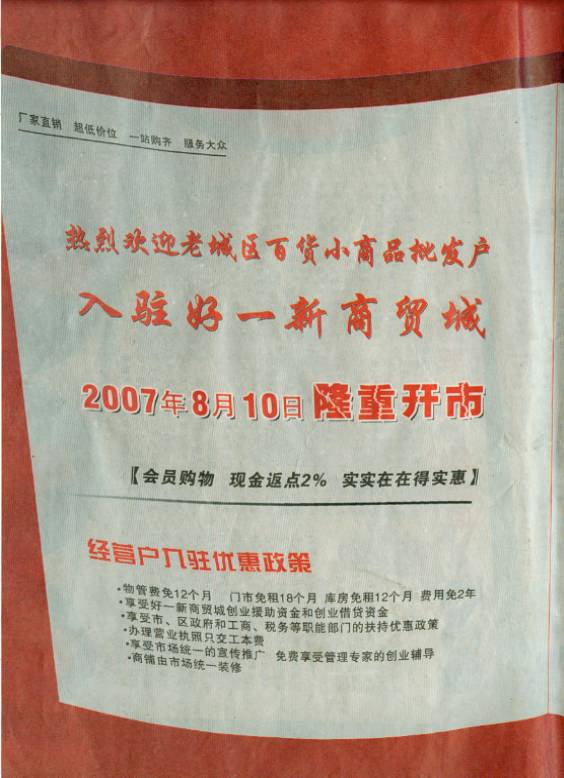 厂家直销 超低价位 一站购齐 服务大众
热烈欢迎老城区百货小商品批发户
入驻好一新商贸城
2007年8月10日 隆重开市
【会员购物 现金返点2% 实实在在得实惠】
经营户入驻优惠政策
·物管费免12个月 门市免租18个月 库房免租12个月 费用免2年
·享受好一新商贸城创业援助资金和创业借贷资金
·享受市、区政府和工商、税务等职能部门的扶持优惠政策
·办理营业执照只交工本费
·享受市场统一的宣传推广 免费享受管理专家的创业辅导
·商铺由市场统一装修